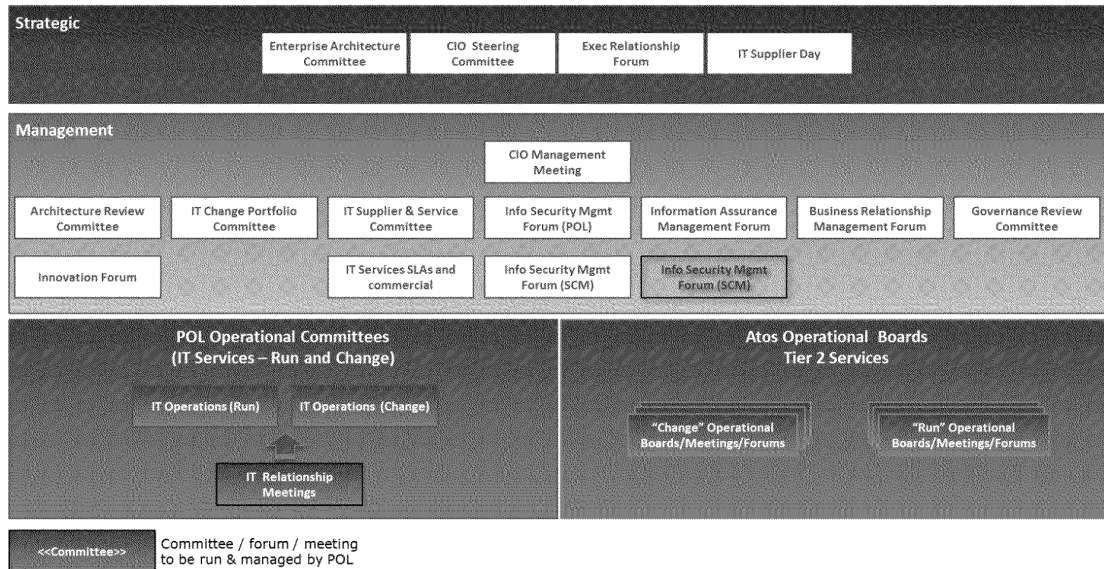 Strategic
Enterprise Architecture
Committee
CIO Steering
Committee
Exec Relationship
Forum
IT Supplier Day
Management
CIO Management
Meeting
Architecture Review
Committee
IT Change Portfolio
Committee
IT Supplier & Service
Committee
Info Security Mgmt
Forum (POL)
Information Assurance
Management Forum
Business Relationship
Management Forum
Governance Review
Committee
Innovation Forum
IT Services SLAs and
commercial
Info Security Mgmt
Forum (SCM)
Info Security Mgmt
Forum (SCM)
POL Operational Committees
(IT Services – Run and Change)
IT Operations (Run)
IT Operations (Change)
IT Relationship
Meetings
Atos Operational Boards
Tier 2 Services
"Change" Operational
Boards/Meetings/Forums
"Run" Operational
Boards/Meetings/Forums
<<Committee>>
Committee / forum / meeting
to be run & managed by POL